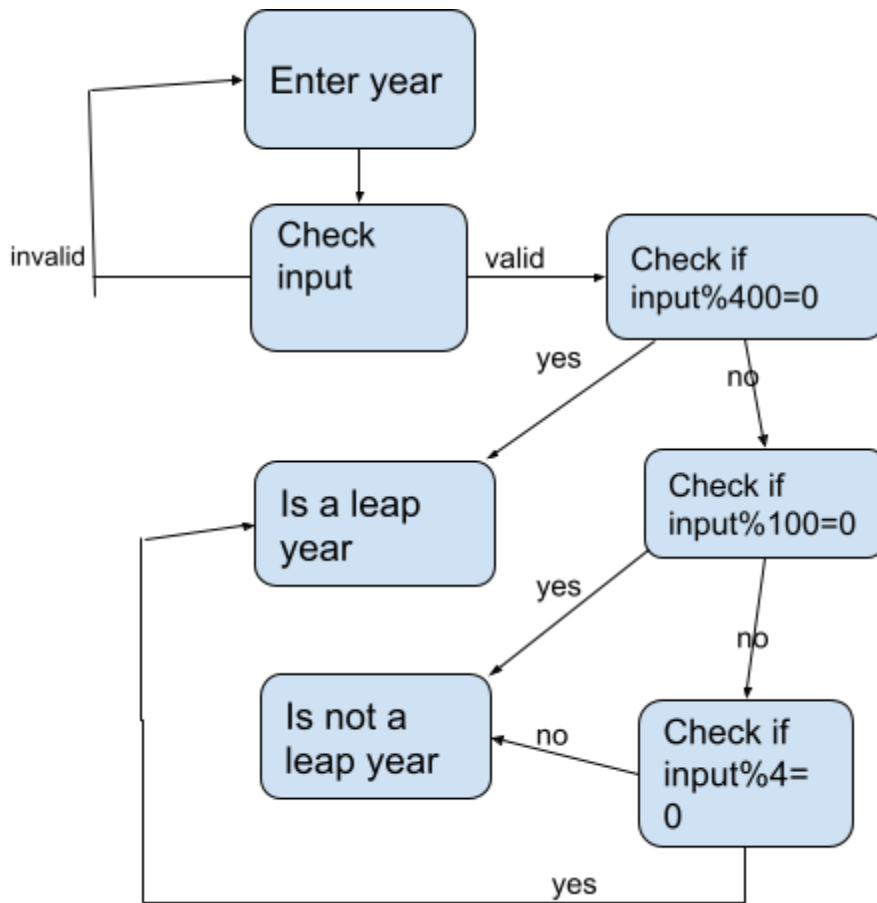 Enter year
Check
input
invalid
valid
Check if
input%400=0
yes
no
Is a leap
year
Check if
input%100=0
yes
no
Is not a
leap year
no
Check if
input%4=
0
yes